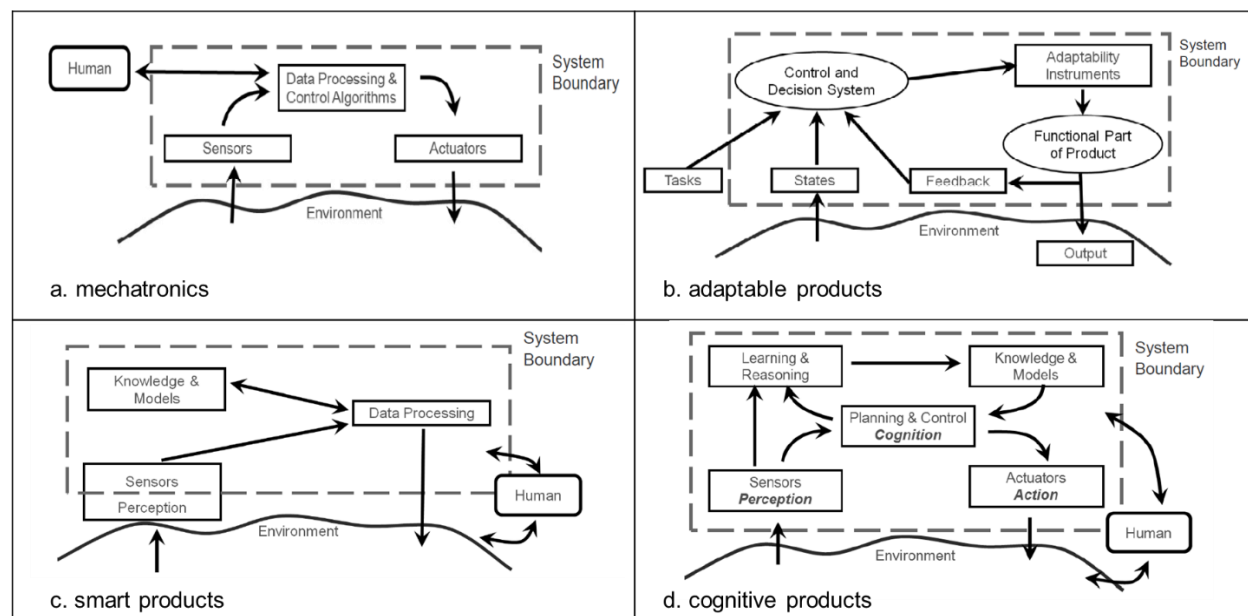 Human
Data Processing &
Control Algorithms
System
Boundary
Sensors
Actuators
Environment
a. mechatronics
Control and
Decision System
Adaptability
Instruments
System
Boundary
Functional Part
of Product
Tasks
States
Feedback
Environment
Output
b. adaptable products
System
Boundary
Knowledge &
Models
Data Processing
Sensors
Perception
Human
Environment
c. smart products
Learning &
Reasoning
Knowledge &
Models
System
Boundary
Planning & Control
Cognition
Sensors
Perception
Actuators
Action
Human
Environment
d. cognitive products